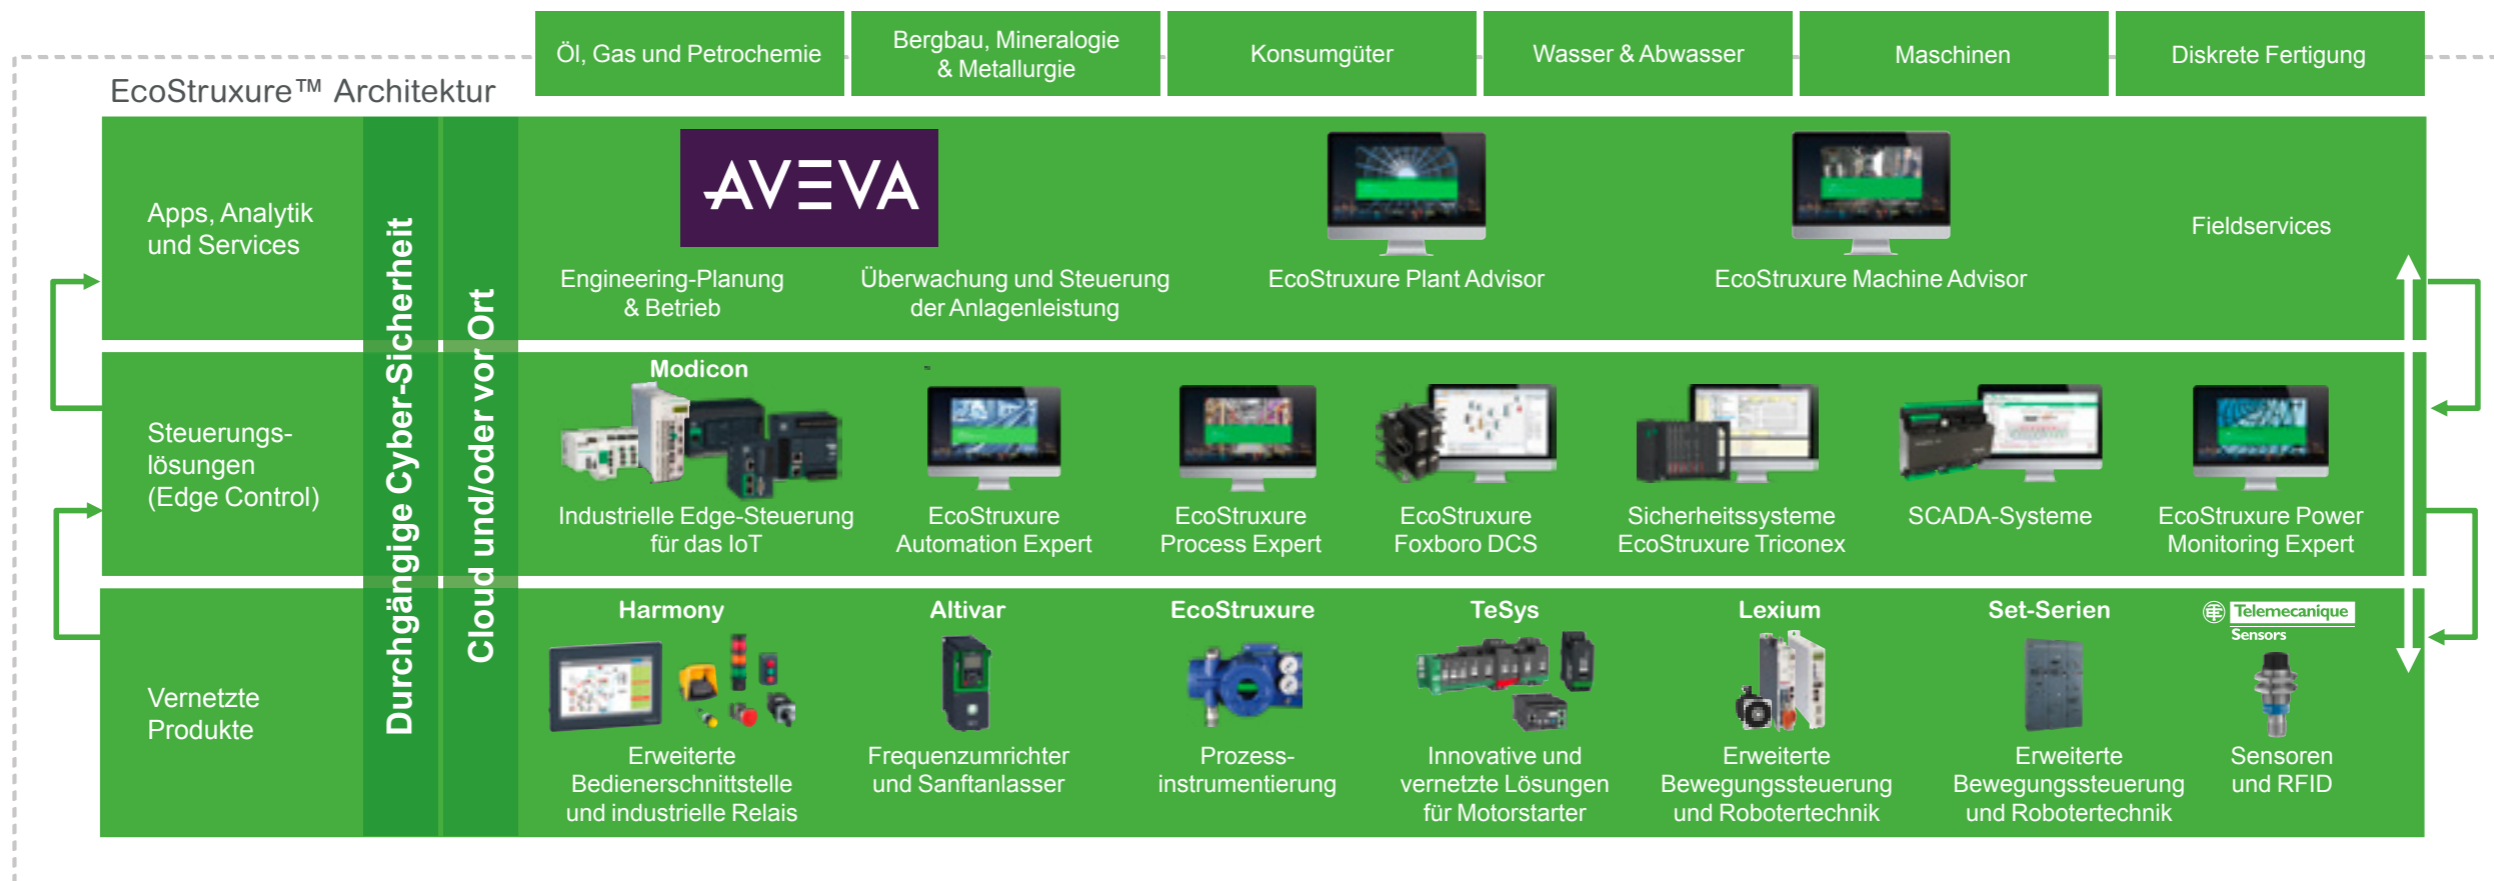 Öl, Gas und Petrochemie
Bergbau, Mineralogie
& Metallurgie
Konsumgüter
Wasser & Abwasser
Maschinen
Diskrete Fertigung
EcoStruxure™ Architektur
Durchgängige Cyber-Sicherheit
Cloud und/oder vor Ort
Apps, Analytik
und Services
AVEVA
Engineering-Planung
& Betrieb
Überwachung und Steuerung
der Anlagenleistung
EcoStruxure Plant Advisor
EcoStruxure Machine Advisor
Fieldservices
Steuerungs-
lösungen
(Edge Control)
Modicon
Industrielle Edge-Steuerung
für das IoT
EcoStruxure
Automation Expert
EcoStruxure
Process Expert
EcoStruxure
Foxboro DCS
Sicherheitssysteme
EcoStruxure Triconex
SCADA-Systeme
EcoStruxure Power
Monitoring Expert
Vernetzte
Produkte
Harmony
Erweiterte
Bedienerschnittstelle
und industrielle Relais
Altivar
Frequenzumrichter
und Sanftanlasser
EcoStruxure
Prozess-
instrumentierung
TeSys
Innovative und
vernetzte Lösungen
für Motorstarter
Lexium
Erweiterte
Bewegungssteuerung
und Robotertechnik
Set-Serien
Erweiterte
Bewegungssteuerung
und Robotertechnik
Telemecanique
Sensors
Sensoren
und RFID